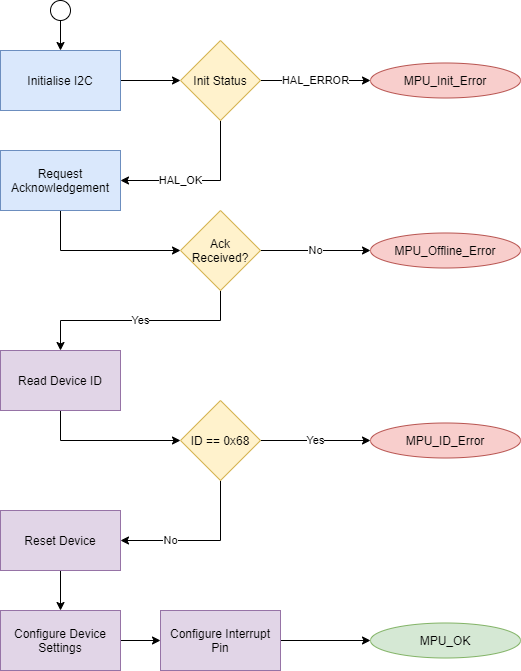 Initialise I2C
Init Status
HAL_ERROR
MPU_Init_Error
HAL_OK
Request
Acknowledgement
Ack
Received?
No
MPU_Offline_Error
Yes
Read Device ID
ID == 0x68
Yes
MPU_ID_Error
No
Reset Device
Configure Device
Settings
Configure Interrupt
Pin
MPU_OK